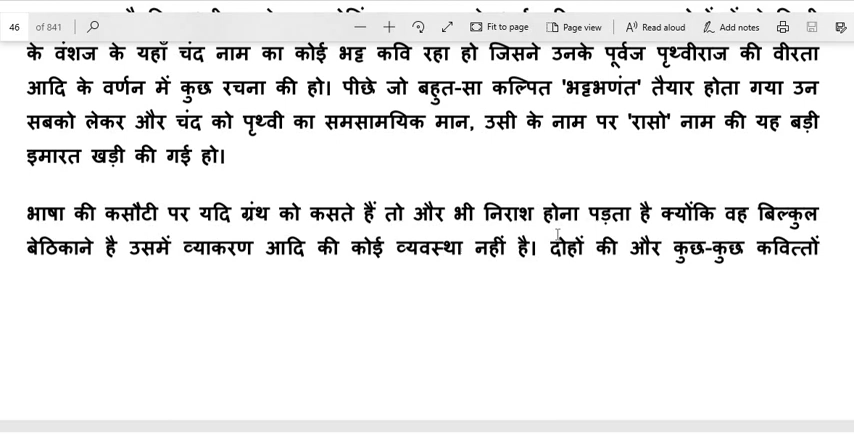 46 of 841 Fit to page Page view Read aloud Add notes
के वंशज के यहाँ चंद नाम का कोई भट्ट कवि रहा हो जिसने उनके पूर्वज पृथ्वीराज की वीरता
आदि के वर्णन में कुछ रचना की हो। पीछे जो बहुत-सा कल्पित 'भट्टभणंत' तैयार होता गया उन
सबको लेकर और चंद को पृथ्वी का समसामयिक मान, उसी के नाम पर 'रासो' नाम की यह बड़ी
इमारत खड़ी की गई हो।
भाषा की कसौटी पर यदि ग्रंथ को कसते हैं तो और भी निराश होना पड़ता है क्योंकि वह बिल्कुल
बेठिकाने है उसमें व्याकरण आदि की कोई व्यवस्था नहीं है। दोहों की और कुछ-कुछ कवित्तों